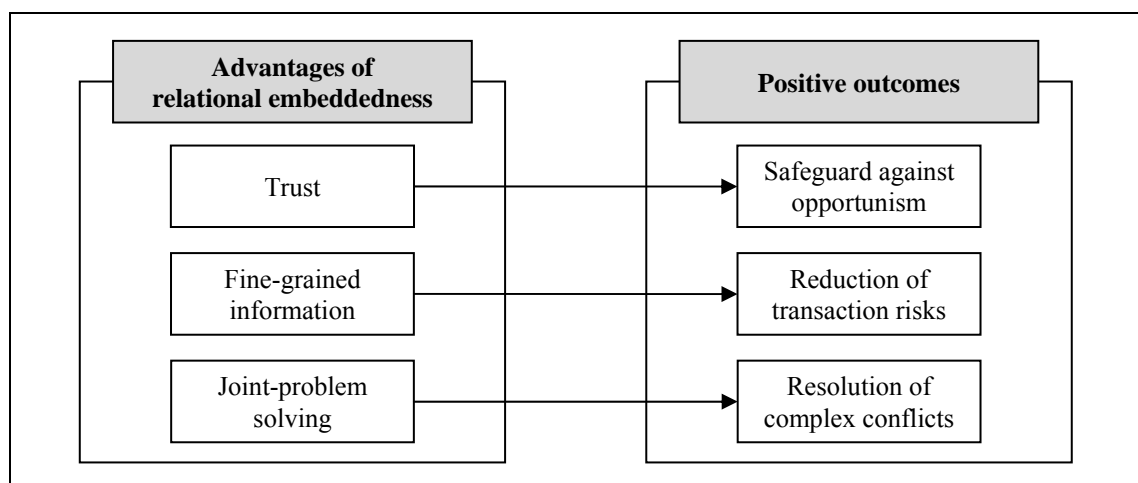 Advantages of
relational embeddedness
Positive outcomes
Trust
Safeguard against
opportunism
Fine-grained
information
Reduction of
transaction risks
Joint-problem
solving
Resolution of
complex conflicts